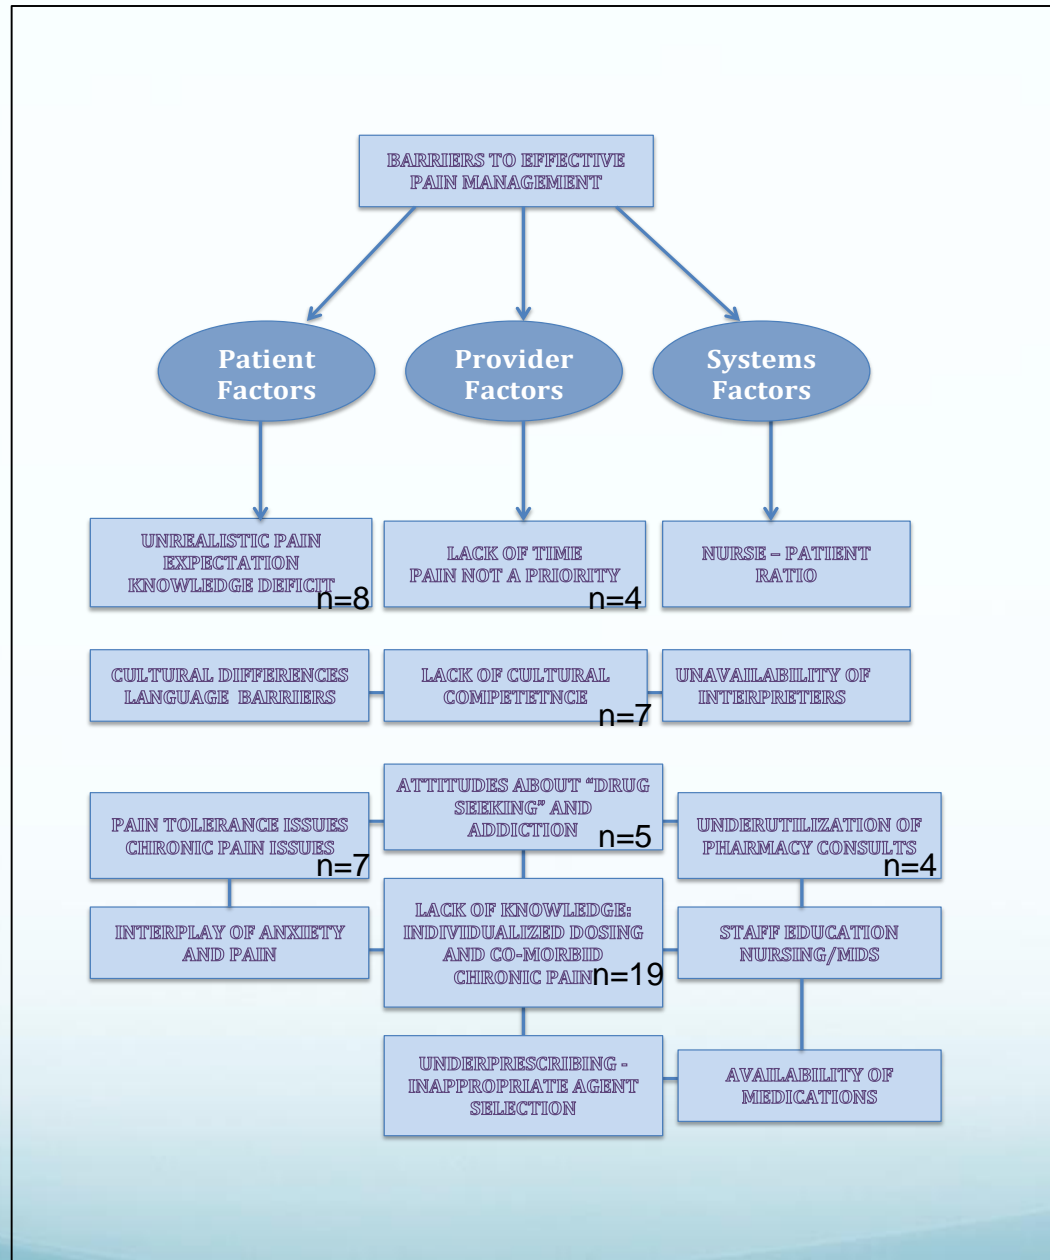 BARRIERS TO EFFECTIVE
PAIN MANAGEMENT
Patient
Factors
Provider
Factors
Systems
Factors
UNREALISTIC PAIN
EXPECTATION
KNOWLEDGE DEFICIT
n=8
LACK OF TIME
PAIN NOT A PRIORITY
n=4
NURSE – PATIENT
RATIO
CULTURAL DIFFERENCES
LANGUAGE BARRIERS
LACK OF CULTURAL
COMPETETNCE
n=7
UNAVAILABILITY OF
INTERPRETERS
PAIN TOLERANCE ISSUES
CHRONIC PAIN ISSUES
n=7
ATTITUDES ABOUT “DRUG
SEEKING” AND
ADDICTION
n=5
UNDERUTILIZATION OF
PHARMACY CONSULTS
n=4
INTERPLAY OF ANXIETY
AND PAIN
LACK OF KNOWLEDGE:
INDIVIDUALIZED DOSING
AND CO-MORBID
CHRONIC PAIN
n=19
STAFF EDUCATION
NURSING/MDS
UNDERPRESCRIBING -
INAPPROPRIATE AGENT
SELECTION
AVAILABILITY OF
MEDICATIONS